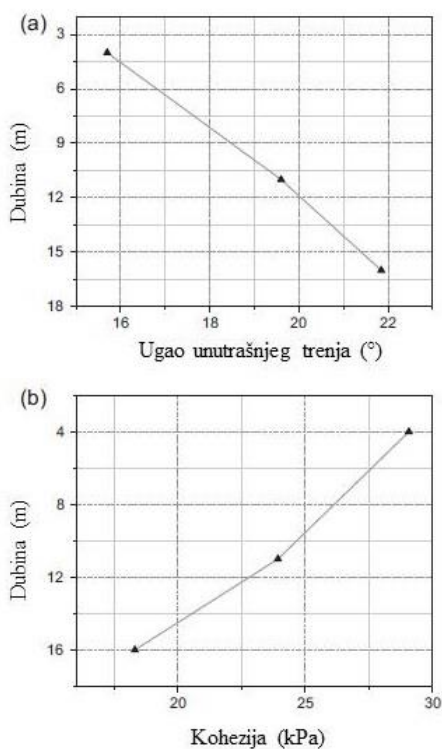 (a)
3
6
9
12
15
18
Dubina (m)
16 18 20 22
Ugao unutrašnjeg trenja (°)
(b)
4
8
12
16
Dubina (m)
20 25 30
Kohezija (kPa)